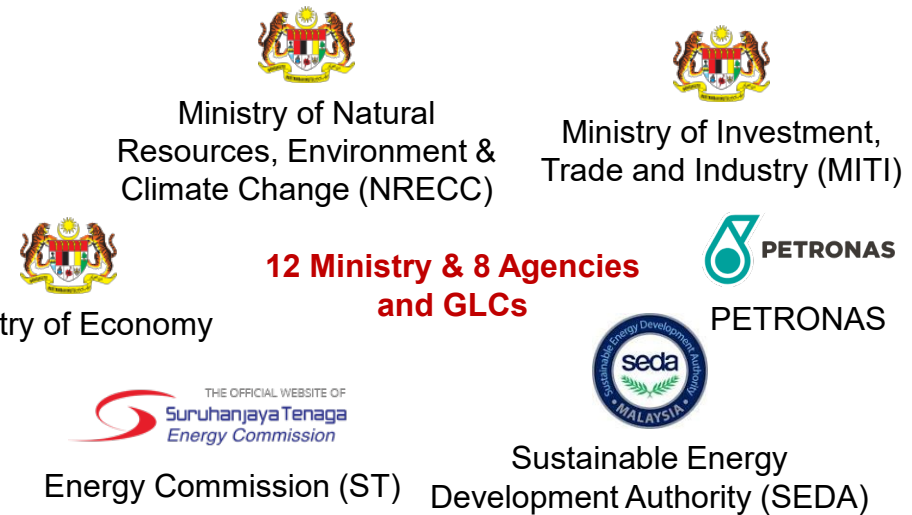 Ministry of Natural
Resources, Environment &
Climate Change (NRECC)
Ministry of Investment,
Trade and Industry (MITI)
12 Ministry & 8 Agencies
and GLCs
PETRONAS
PETRONAS
try of Economy
Sustainable Energy Development Authority
seda
MALAYSIA
THE OFFICIAL WEBSITE OF
Suruhanjaya Tenaga
Energy Commission
Energy Commission (ST)
Sustainable Energy
Development Authority (SEDA)